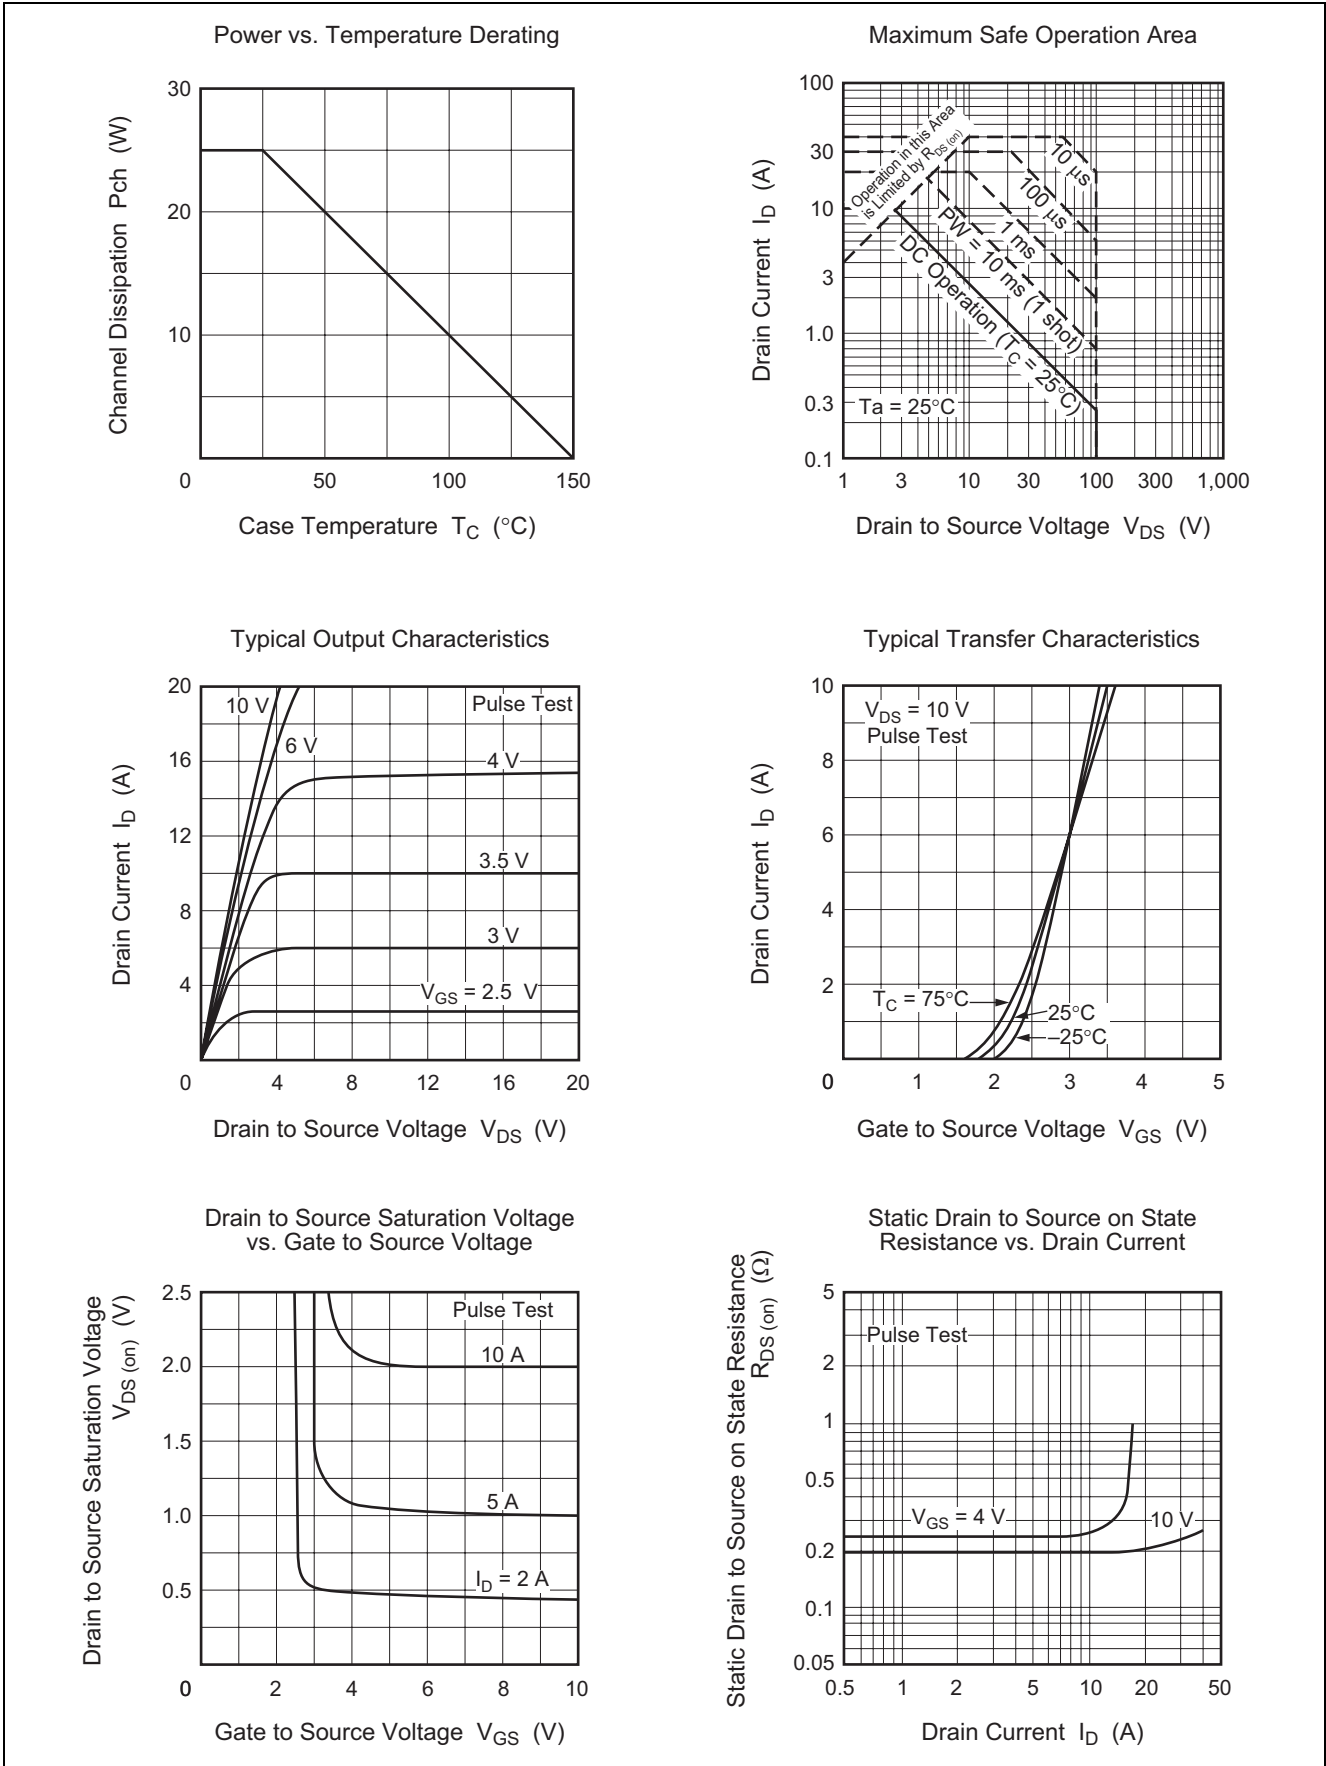 Power vs. Temperature Derating
Channel Dissipation Pch (W)
30
20
10
0
50
100
150
Case Temperature TC (°C)
Maximum Safe Operation Area
Drain Current ID (A)
100
30
10
3
1.0
0.3
0.1
Operation in this Area
is Limited by RDS (on)
10 μs
100 μs
1 ms
PW = 10 ms (1 shot)
DC Operation (TC = 25°C)
Ta = 25°C
1
3
10
30
100
300
1,000
Drain to Source Voltage VDS (V)
Typical Output Characteristics
Drain Current ID (A)
20
16
12
8
4
0
10 V
6 V
Pulse Test
4 V
3.5 V
3 V
VGS = 2.5 V
4
8
12
16
20
Drain to Source Voltage VDS (V)
Typical Transfer Characteristics
Drain Current ID (A)
10
8
6
4
2
0
VDS = 10 V
Pulse Test
TC = 75°C
25°C
–25°C
1
2
3
4
5
Gate to Source Voltage VGS (V)
Drain to Source Saturation Voltage
vs. Gate to Source Voltage
Drain to Source Saturation Voltage
VDS (on) (V)
2.5
2.0
1.5
1.0
0.5
0
Pulse Test
10 A
5 A
ID = 2 A
2
4
6
8
10
Gate to Source Voltage VGS (V)
Static Drain to Source on State
Resistance vs. Drain Current
Static Drain to Source on State Resistance
RDS (on) (Ω)
5
2
1
0.5
0.2
0.1
0.05
Pulse Test
VGS = 4 V
10 V
0.5
1
2
5
10
20
50
Drain Current ID (A)